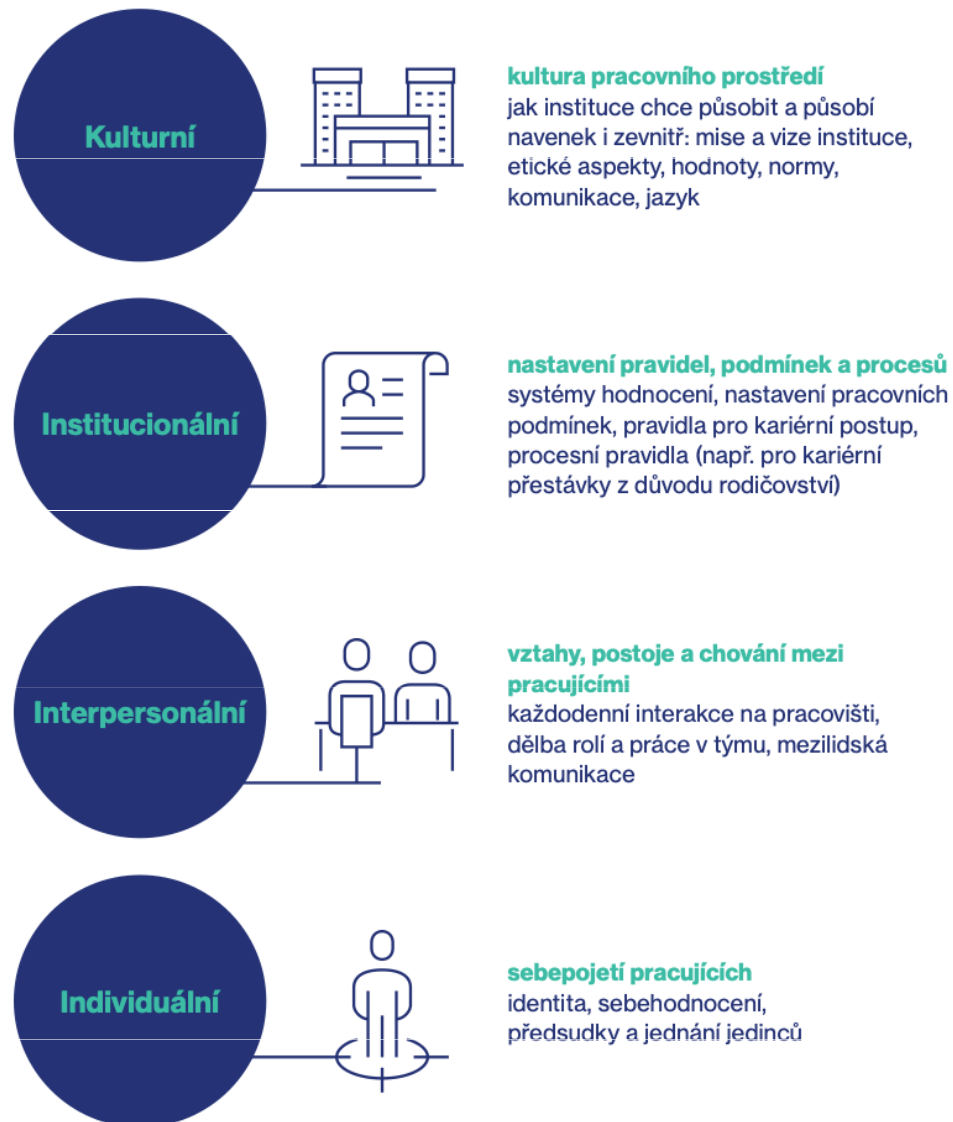 Kulturní
kultura pracovního prostředí
jak instituce chce působit a působí
navenek i zevnitř: mise a vize instituce,
etické aspekty, hodnoty, normy,
komunikace, jazyk
Institucionální
nastavení pravidel, podmínek a procesů
systémy hodnocení, nastavení pracovních
podmínek, pravidla pro kariérní postup,
procesní pravidla (např. pro kariérní
přestávky z důvodu rodičovství)
Interpersonální
vztahy, postoje a chování mezi
pracujícími
každodenní interakce na pracovišti,
dělba rolí a práce v týmu, mezilidská
komunikace
Individuální
sebepojetí pracujících
identita, sebehodnocení,
předsudky a jednání jedinců